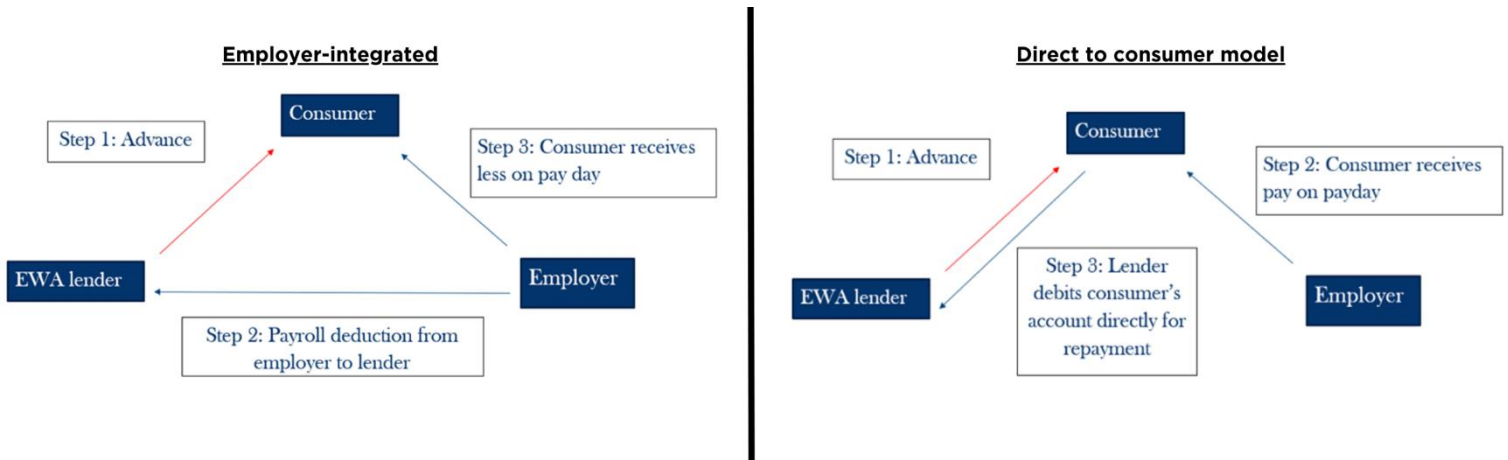 Employer-integrated
Consumer
Step 1: Advance
Step 3: Consumer receives
less on pay day
EWA lender
Employer
Step 2: Payroll deduction from
employer to lender
Direct to consumer model
Consumer
Step 1: Advance
Step 2: Consumer receives
pay on payday
Step 3: Lender
debits consumer's
account directly for
repayment
EWA lender
Employer